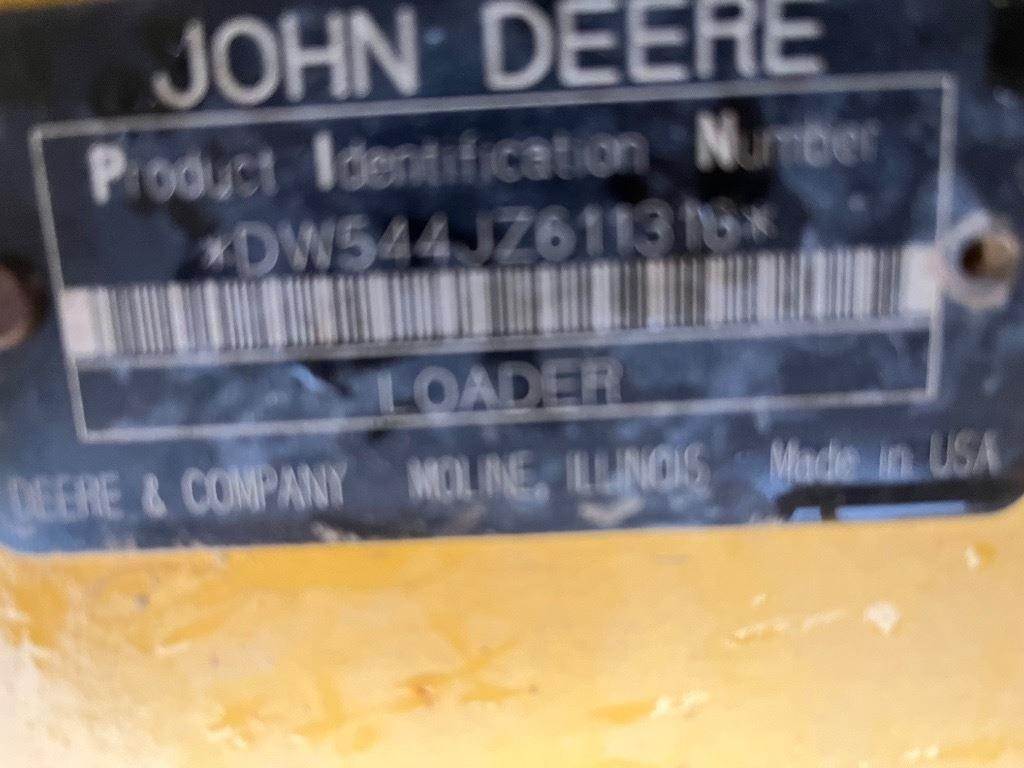 JOHN DEERE
Product Identification Number
*DW544JZ611316*
LOADER
DEERE & COMPANY MOLINE, ILLINOIS Made in USA